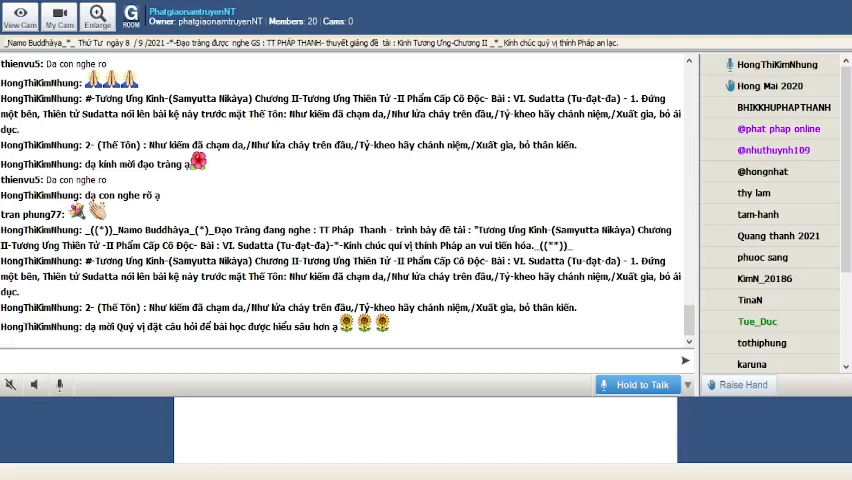 View Cam
My Cam
Enlarge
G
ROOM
PhatgiaonamtruyenNT
Owner: phatgiaonamtruyenNT | Members: 20 | Cams: 0
_Namo Buddhàya_*_ Thứ Tư ngày 8 / 9 /2021 -*-Đạo tràng được nghe GS : TT PHÁP THANH- thuyết giảng đề tài : Kinh Tương Ưng-Chương II _*_ Kính chúc quý vị thính Pháp an lạc.
thienvu5: Da con nghe ro
HongThiKimNhung:
HongThiKimNhung: #-Tương Ưng Kinh-(Samyutta Nikàya) Chương II-Tương Ưng Thiên Tử -II Phẩm Cấp Cô Độc- Bài : VI. Sudatta (Tu-đạt-đa) - 1. Đứng
một bên, Thiên tử Sudatta nói lên bài kệ này trước mặt Thế Tôn: Như kiếm đã chạm da,/Như lửa cháy trên đầu,/Tỷ-kheo hãy chánh niệm,/Xuất gia, bỏ ái
dục.
HongThiKimNhung: 2- (Thế Tôn) : Như kiếm đã chạm da,/Như lửa cháy trên đầu,/Tỷ-kheo hãy chánh niệm,/Xuất gia, bỏ thân kiến.
HongThiKimNhung: dạ kính mời đạo tràng ạ
thienvu5: Da con nghe ro
HongThiKimNhung: dạ con nghe rõ ạ
tran phung77:
HongThiKimNhung: _((*))_Namo Buddhàya_(*)_Đạo Tràng đang nghe : TT Pháp Thanh - trình bày đề tài : "Tương Ưng Kinh-(Samyutta Nikàya) Chương
II-Tương Ưng Thiên Tử -II Phẩm Cấp Cô Độc- Bài : VI. Sudatta (Tu-đạt-đa)-*-Kính chúc quí vị thính Pháp an vui tiến hóa._((**))_
HongThiKimNhung: #-Tương Ưng Kinh-(Samyutta Nikàya) Chương II-Tương Ưng Thiên Tử -II Phẩm Cấp Cô Độc- Bài : VI. Sudatta (Tu-đạt-đa) - 1. Đứng
một bên, Thiên tử Sudatta nói lên bài kệ này trước mặt Thế Tôn: Như kiếm đã chạm da,/Như lửa cháy trên đầu,/Tỷ-kheo hãy chánh niệm,/Xuất gia, bỏ ái
dục.
HongThiKimNhung: 2- (Thế Tôn) : Như kiếm đã chạm da,/Như lửa cháy trên đầu,/Tỷ-kheo hãy chánh niệm,/Xuất gia, bỏ thân kiến.
HongThiKimNhung: dạ mời Quý vị đặt câu hỏi để bài học được hiểu sâu hơn ạ
HongThiKimNhung
Hong Mai 2020
BHIKKHUPHAPTHANH
@phat phap online
@nhuthuynh109
@hongnhat
thy lam
tam-hanh
Quang thanh 2021
phuoc sang
KimN_20186
TinaN
Tue_Duc
tothiphung
karuna
Hold to Talk
Raise Hand